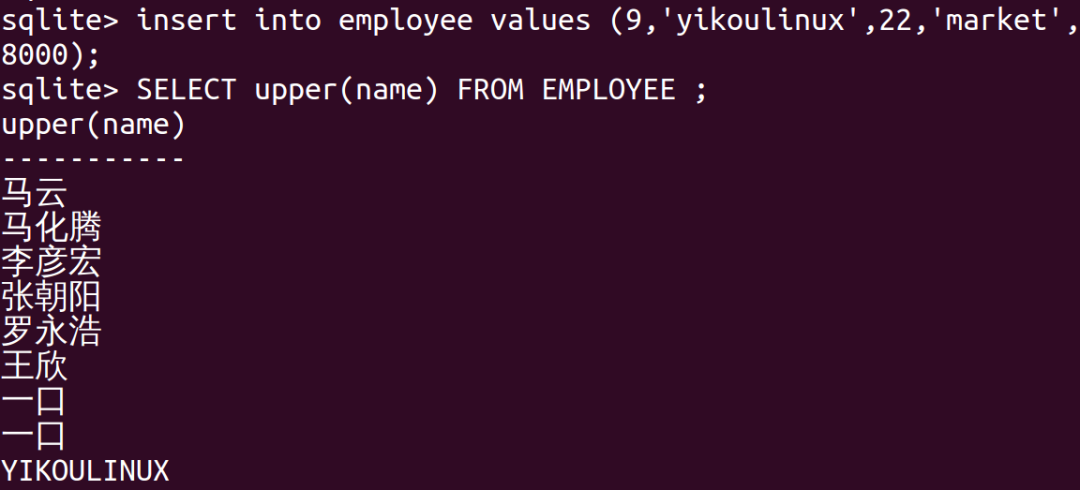 sqlite> insert into employee values (9,'yikoulinux',22,'market',
8000);
sqlite> SELECT upper(name) FROM EMPLOYEE ;
upper(name)
-----------
马云
马化腾
李彦宏
张朝阳
罗永浩
王欣
一口
一口
YIKOULINUX